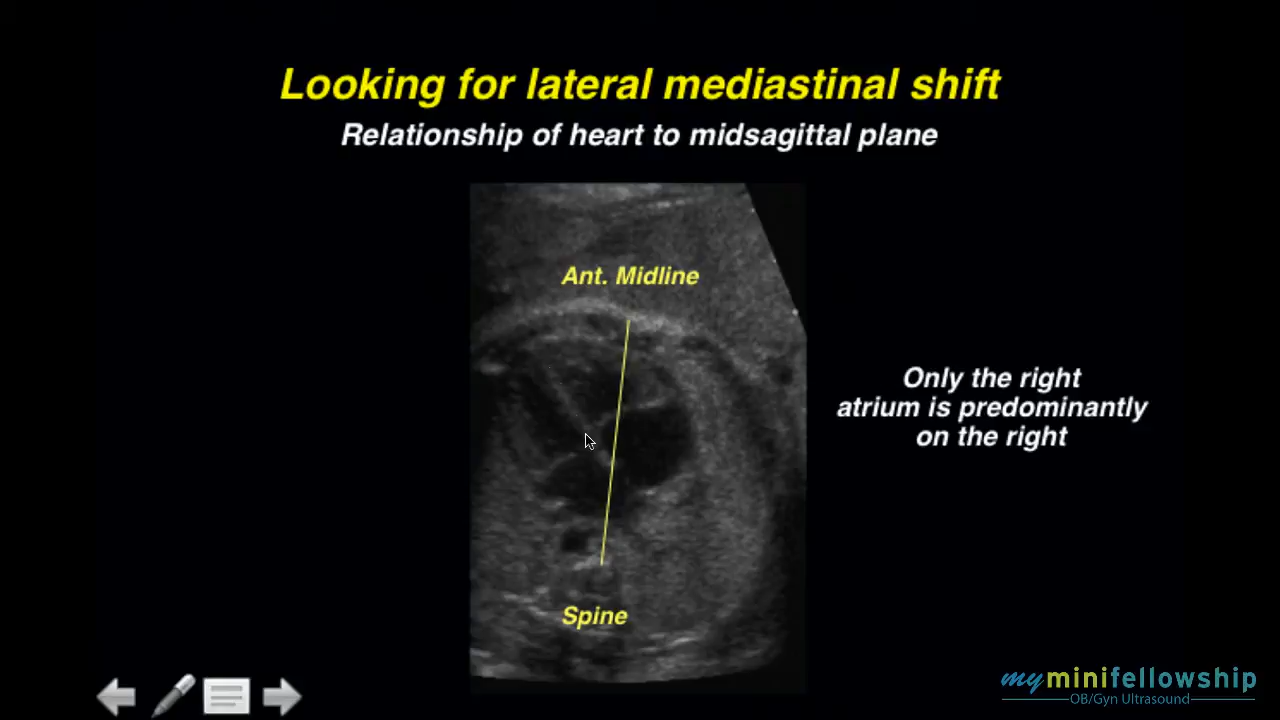 Looking for lateral mediastinal shift
Relationship of heart to midsagittal plane
Ant. Midline
Only the right
atrium is predominantly
on the right
Spine
myminifellowship
OB/Gyn Ultrasound